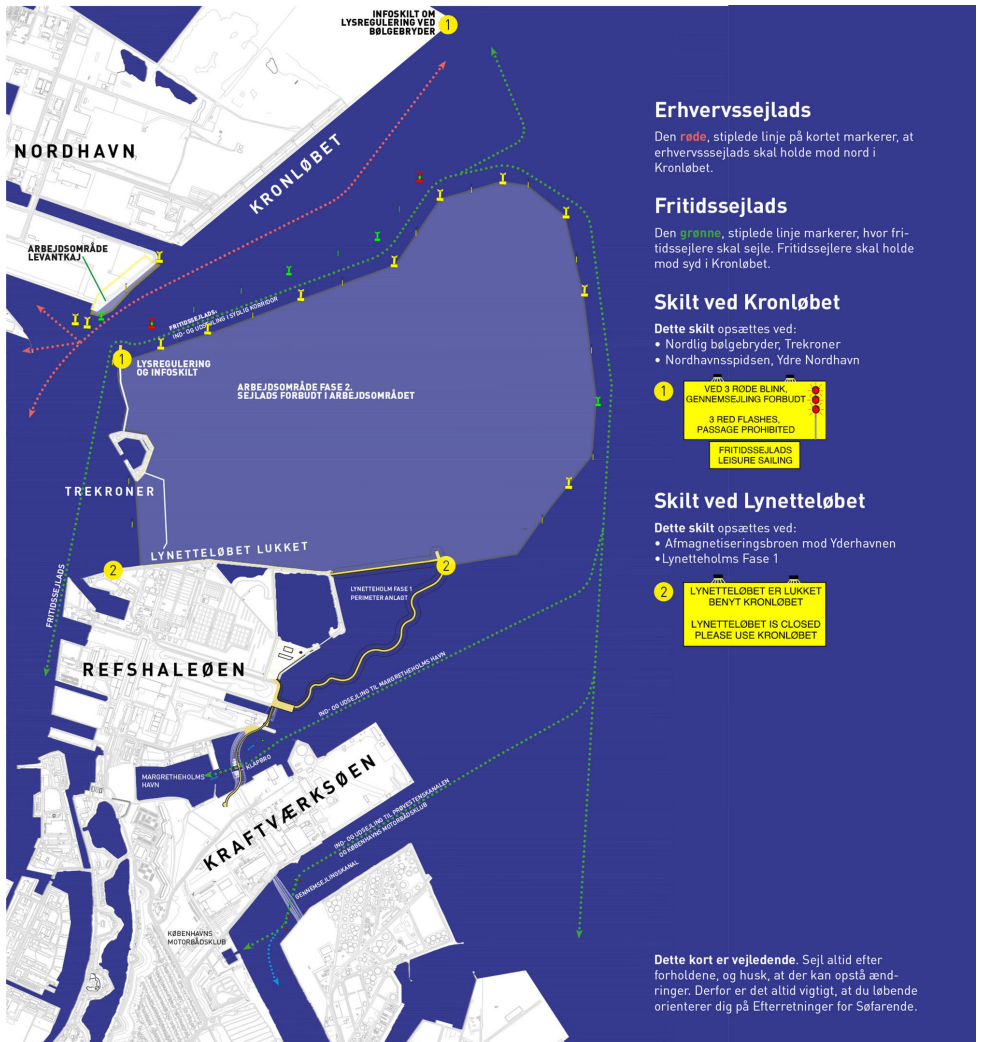 INFOSKILT OM
LYSREGULERING VED
BØLGEBRYDER
1
NORDHAVN
KRONLØBET
ARBEJDSOMRÅDE
LEVANTKAJ
FRITIDSSEJLADS:
IND- OG UDSEJLING I SYDLIG KORRIDOR
1
LYSREGULERING
OG INFOSKILT
ARBEJDSOMRÅDE FASE 2.
SEJLADS FORBUDT I ARBEJDSOMRÅDET
TREKRONER
LYNETTELØBET LUKKET
2
2
FRITIDSSEJLADS
LYNETTEHOLM FASE 1
PERIMETER ANLAGT
REFSHALEØEN
IND- OG UDSEJLING TIL MARGRETHEHOLMS HAVN
MARGRETHEHOLMS
HAVN
KLAPBRO
KRAFTVÆRKSØEN
IND- OG UDSEJLING TIL PRØVESTENSKANALEN
OG KØBENHAVNS MOTORBÅDSKLUB
GENNEMSEJLINGSKANAL
KØBENHAVNS
MOTORBÅDSKLUB
Erhvervssejlads
Den røde, stiplede linje på kortet markerer, at
erhvervsssejlads skal holde mod nord i
Kronløbet.
Fritidssejlads
Den grønne, stiplede linje markerer, hvor fri-
tidssejlere skal sejle. Fritidssejlere skal holde
mod syd i Kronløbet.
Skilt ved Kronløbet
Dette skilt opsættes ved:
• Nordlig bølgebryder, Trekroner
• Nordhavnsspidsen, Ydre Nordhavn
1
VED 3 RØDE BLINK,
GENNEMSEJLING FORBUDT
3 RED FLASHES,
PASSAGE PROHIBITED
FRITIDSSEJLADS
LEISURE SAILING
Skilt ved Lynetteløbet
Dette skilt opsættes ved:
• Afmagnetiseringsbroen mod Yderhavnen
•Lynetteholms Fase 1
2
LYNETTELØBET ER LUKKET
BENYT KRONLØBET
LYNETTELØBET IS CLOSED
PLEASE USE KRONLØBET
Dette kort er vejledende. Sejl altid efter
forholdene, og husk, at der kan opstå ænd-
ringer. Derfor er det altid vigtigt, at du løbende
orienterer dig på Efterretninger for Søfarende.